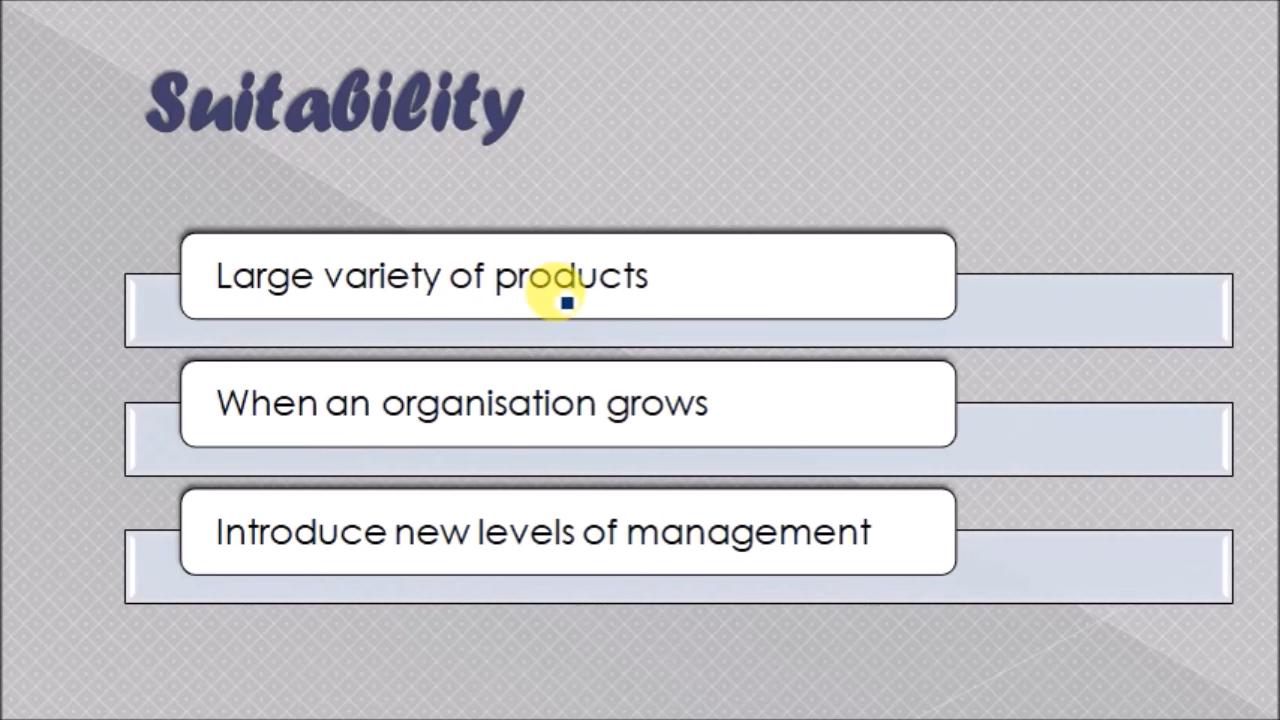 Suitability
Large variety of products
When an organisation grows
Introduce new levels of management